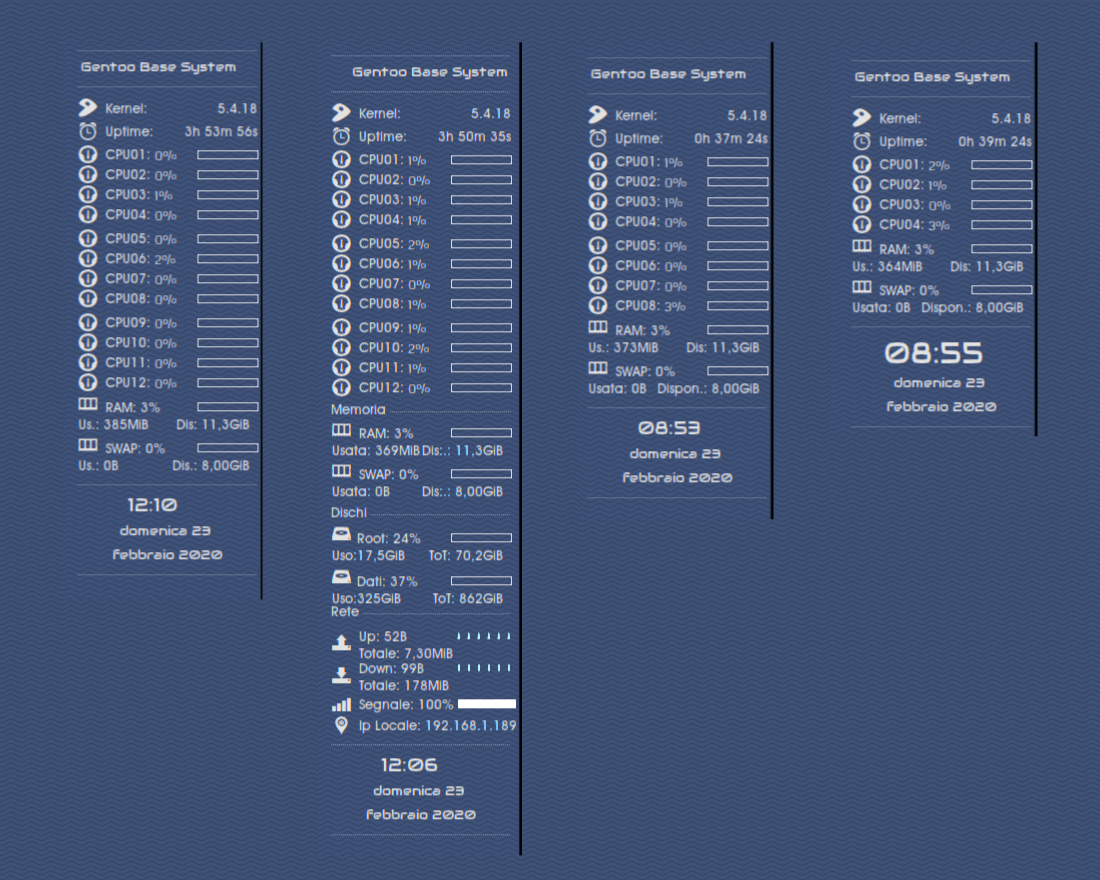 Gentoo Base System
Kernel: 5.4.18
Uptime: 3h 53m 56s
CPU01: 0%
CPU02: 0%
CPU03: 1%
CPU04: 0%
CPU05: 0%
CPU06: 2%
CPU07: 0%
CPU08: 0%
CPU09: 0%
CPU10: 0%
CPU11: 0%
CPU12: 0%
RAM: 3%
Us.: 385MiB Dis: 11,3GiB
SWAP: 0%
Us.: 0B Dis.: 8,00GiB
12:10
domenica 23
febbraio 2020
Gentoo Base System
Kernel: 5.4.18
Uptime: 3h 50m 35s
CPU01: 1%
CPU02: 0%
CPU03: 1%
CPU04: 1%
CPU05: 2%
CPU06: 1%
CPU07: 0%
CPU08: 1%
CPU09: 1%
CPU10: 2%
CPU11: 1%
CPU12: 0%
Memoria
RAM: 3%
Usata: 369MiB Dis:.: 11,3GiB
SWAP: 0%
Usata: 0B Dis:.: 8,00GiB
Dischi
Root: 24%
Uso:17,5GiB ToT: 70,2GiB
Dati: 37%
Uso:325GiB ToT: 862GiB
Rete
Up: 52B
Totale: 7,30MiB
Down: 99B
Totale: 178MiB
Segnale: 100%
Ip Locale: 192.168.1.189
12:06
domenica 23
febbraio 2020
Gentoo Base System
Kernel: 5.4.18
Uptime: 0h 37m 24s
CPU01: 1%
CPU02: 0%
CPU03: 1%
CPU04: 0%
CPU05: 0%
CPU06: 0%
CPU07: 0%
CPU08: 3%
RAM: 3%
Us.: 373MiB Dis: 11,3GiB
SWAP: 0%
Usata: 0B Dispon.: 8,00GiB
08:53
domenica 23
febbraio 2020
Gentoo Base System
Kernel: 5.4.18
Uptime: 0h 39m 24s
CPU01: 2%
CPU02: 1%
CPU03: 0%
CPU04: 3%
RAM: 3%
Us.: 364MiB Dis: 11,3GiB
SWAP: 0%
Usata: 0B Dispon.: 8,00GiB
08:55
domenica 23
febbraio 2020